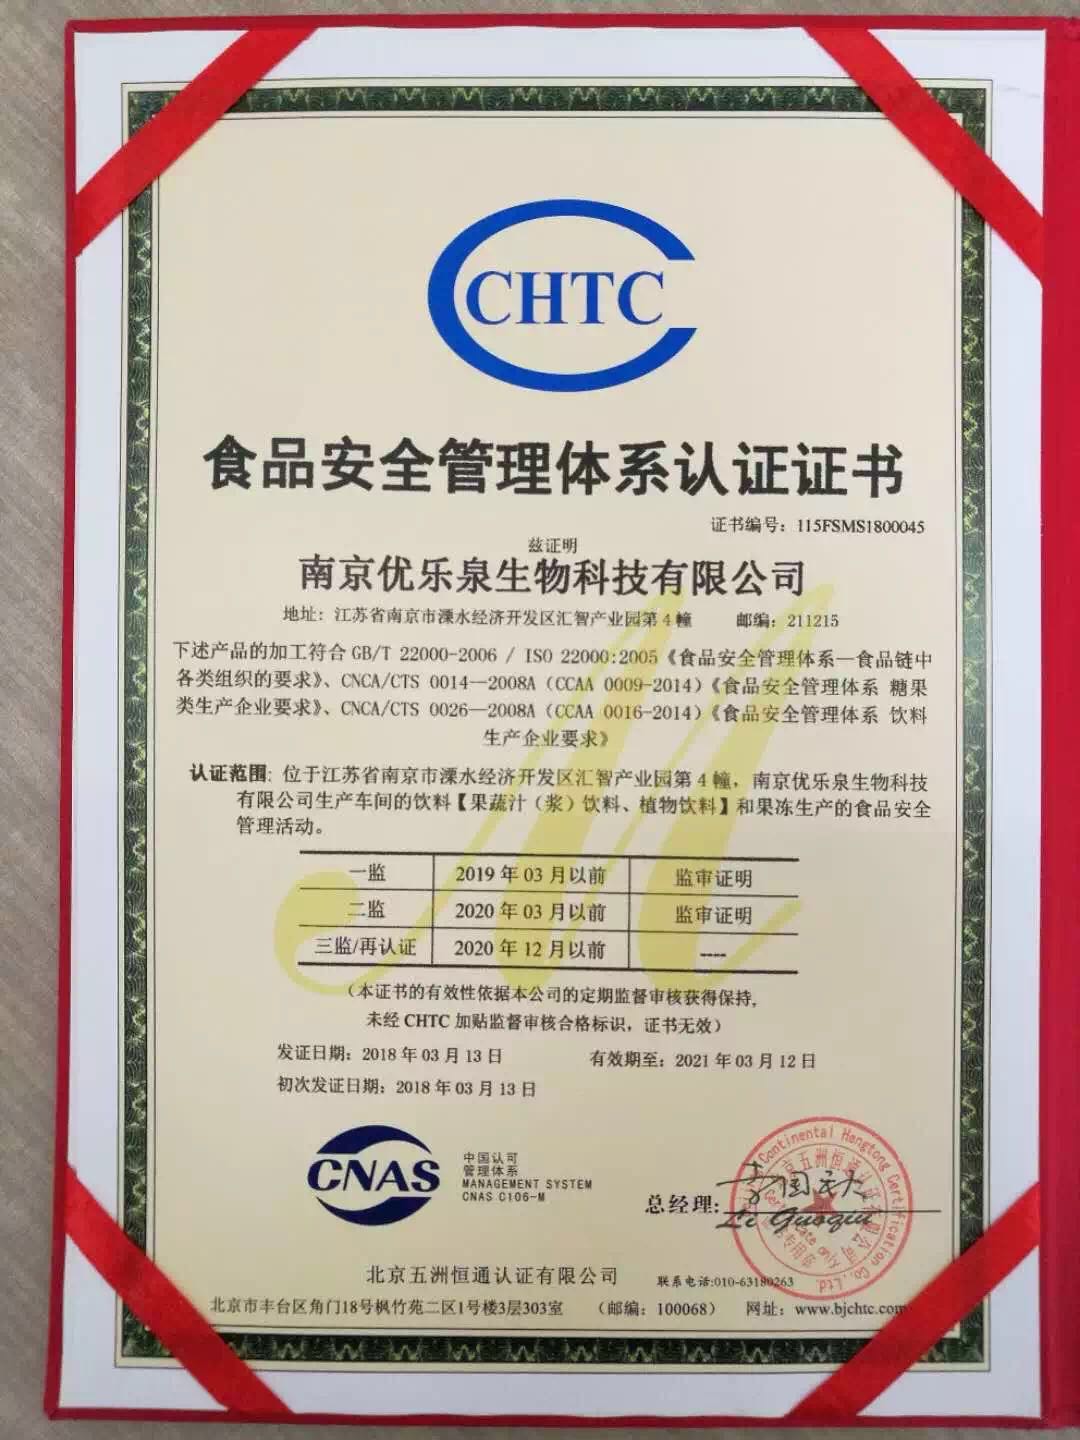 CHTC
食品安全管理体系认证证书
证书编号：115FSMS1800045
兹证明
南京优乐泉生物科技有限公司
地址：江苏省南京市溧水经济开发区汇智产业园第4幢 邮编：211215
下述产品的加工符合 GB/T 22000-2006 / ISO 22000:2005《食品安全管理体系—食品链中
各类组织的要求》、CNCA/CTS 0014—2008A（CCAA 0009-2014）《食品安全管理体系 糖果
类生产企业要求》、CNCA/CTS 0026—2008A（CCAA 0016-2014）《食品安全管理体系 饮料
生产企业要求》
认证范围：位于江苏省南京市溧水经济开发区汇智产业园第4幢，南京优乐泉生物科技
有限公司生产车间的饮料【果蔬汁（浆）饮料、植物饮料】和果冻生产的食品安全
管理活动。
一监 2019年03月以前 监审证明
二监 2020年03月以前 监审证明
三监/再认证 2020年12月以前 ----
（本证书的有效性依据本公司的定期监督审核获得保持，
未经CHTC加贴监督审核合格标识，证书无效）
发证日期：2018年03月13日 有效期至：2021年03月12日
初次发证日期：2018年03月13日
CNAS
中国认可
管理体系
MANAGEMENT SYSTEM
CNAS C106-M
总经理：
Li Guoqin
Continental Hengtong Certification Co.,Ltd.
北京五洲恒通认证有限公司 联系电话:010-63180263
北京市丰台区角门18号枫竹苑二区1号楼3层303室 （邮编：100068） 网址：www.bjchtc.com